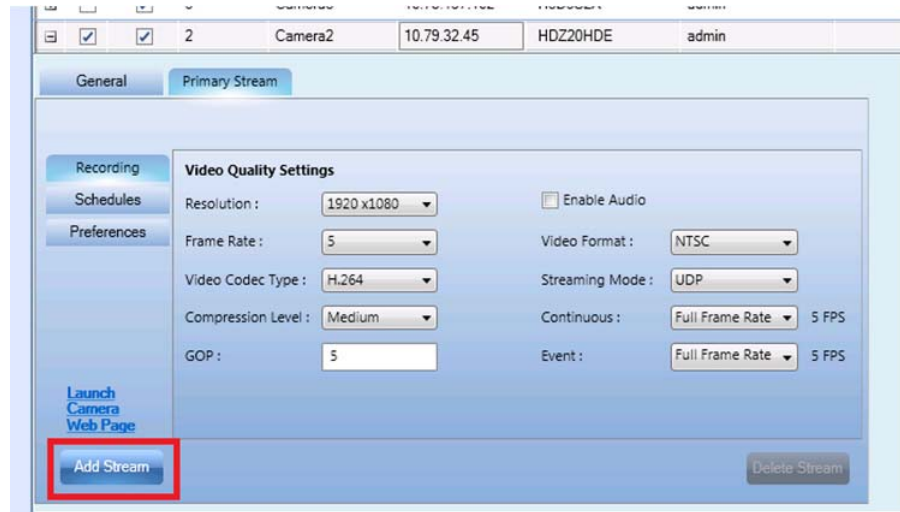 2 Camera2 10.79.32.45 HDZ20HDE admin
General Primary Stream
Recording
Schedules
Preferences
Video Quality Settings
Resolution : 1920 x1080 Enable Audio
Frame Rate : 5 Video Format : NTSC
Video Codec Type : H.264 Streaming Mode : UDP
Compression Level : Medium Continuous : Full Frame Rate 5 FPS
GOP : 5 Event : Full Frame Rate 5 FPS
Launch
Camera
Web Page
Add Stream Delete Stream